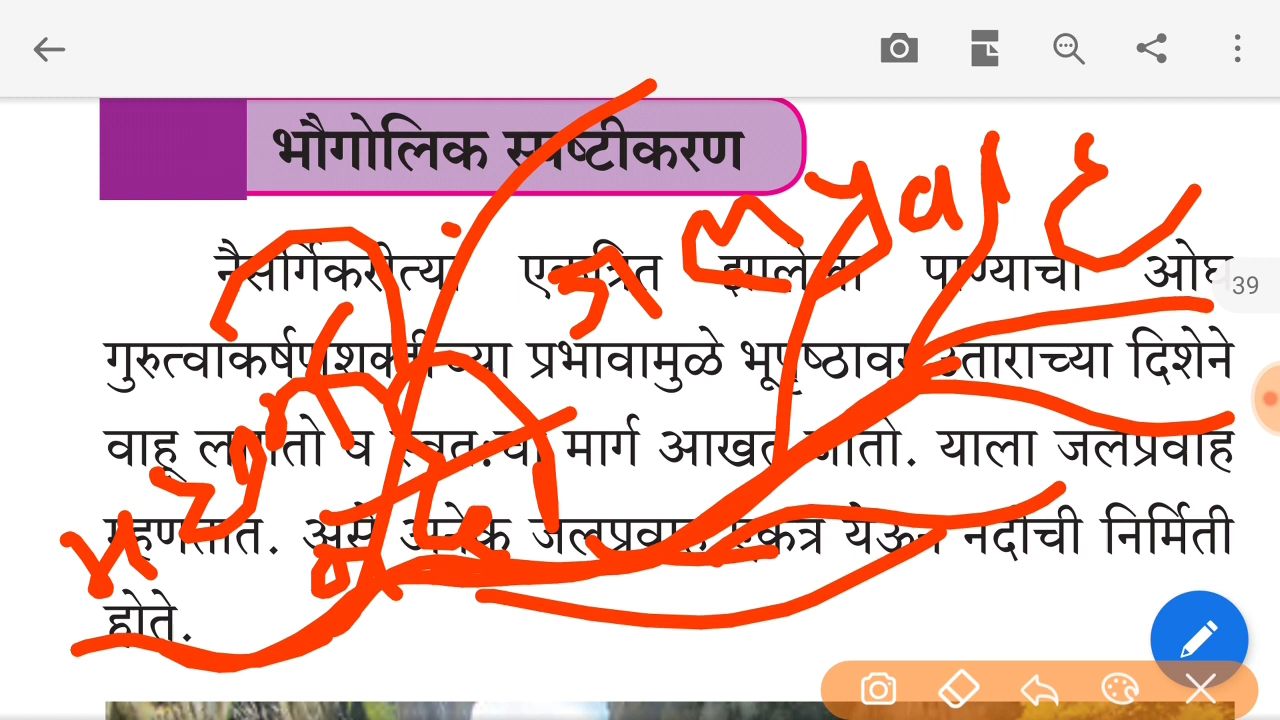 39
भौगोलिक स्पष्टीकरण
नैसर्गिकरीत्या एकत्रित झालेला पाण्याचा ओघ
गुरुत्वाकर्षणशक्तीच्या प्रभावामुळे भूपृष्ठावर उताराच्या दिशेने
वाहू लागतो व स्वतःचा मार्ग आखत जातो. याला जलप्रवाह
म्हणतात. असे अनेक जलप्रवाह एकत्र येऊन नदीची निर्मिती
होते.